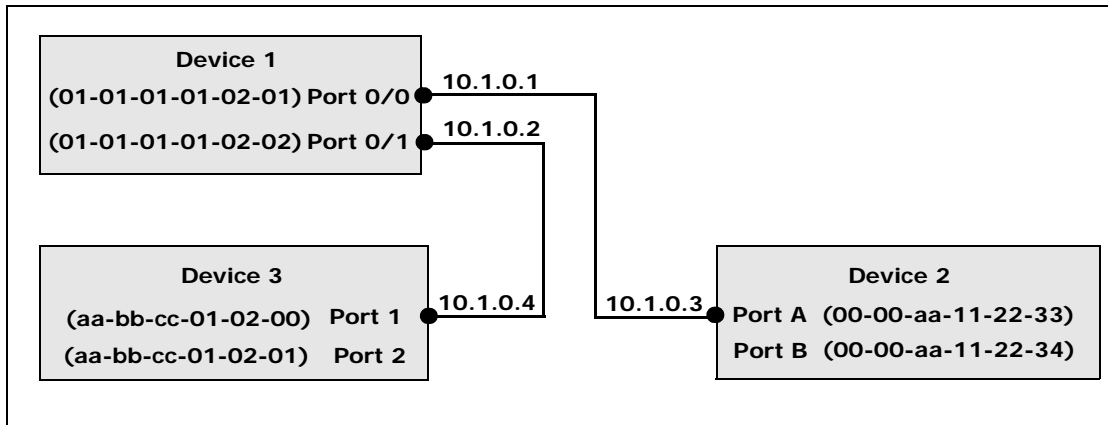 Device 1
(01-01-01-01-02-01) Port 0/0
10.1.0.1
(01-01-01-01-02-02) Port 0/1
10.1.0.2
Device 3
(aa-bb-cc-01-02-00) Port 1
10.1.0.4
(aa-bb-cc-01-02-01) Port 2
Device 2
10.1.0.3
Port A (00-00-aa-11-22-33)
Port B (00-00-aa-11-22-34)